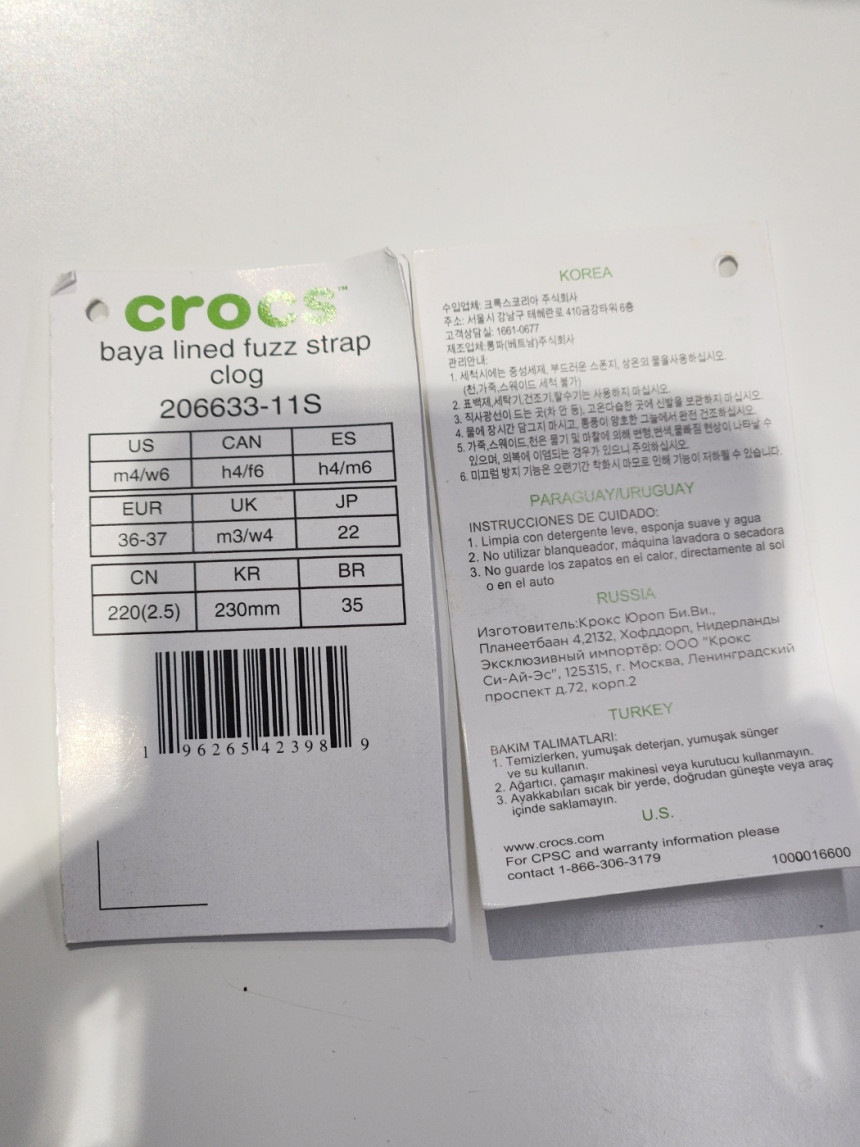 crocs™
baya lined fuzz strap
clog
206633-11S
US CAN ES
m4/w6 h4/f6 h4/m6
EUR UK JP
36-37 m3/w4 22
CN KR BR
220(2.5) 230mm 35
1 96265 42398 9
KOREA
수입업체: 크록스코리아 주식회사
주소: 서울시 강남구 테헤란로 410금강타워 6층
고객상담실: 1661-0677
제조업체:통파(베트남)주식회사
관리안내:
1. 세척시에는 중성세제, 부드러운 스폰지, 상온의 물을사용하십시오.
(천,가죽,스웨이드 세척 불가)
2. 표백제,세탁기,건조기,탈수기는 사용하지 마십시오.
3. 직사광선이 드는 곳(차 안 등), 고온다습한 곳에 신발을 보관하지 마십시오.
4. 물에 장시간 담그지 마시고, 통풍이 양호한 그늘에서 완전 건조하십시오.
5. 가죽,스웨이드,천은 물기 및 마찰에 의해 변형,변색,물빠짐 현상이 나타날 수
있으며, 의복에 이염되는 경우가 있으니 주의하십시오.
6. 미끄럼 방지 기능은 오랜기간 착화시 마모로 인해 기능이 저하될 수 있습니다.
PARAGUAY/URUGUAY
INSTRUCCIONES DE CUIDADO:
1. Limpia con detergente leve, esponja suave y agua
2. No utilizar blanqueador, máquina lavadora o secadora
3. No guarde los zapatos en el calor, directamente al sol
o en el auto
RUSSIA
Изготовитель:Крокс Юроп Би.Ви.,
Планеетбаан 4,2132, Хофддорп, Нидерланды
Эксклюзивный импортёр: ООО "Крокс
Си-Ай-Эс", 125315, г. Москва, Ленинградский
проспект д.72, корп.2
TURKEY
BAKIM TALIMATLARI:
1. Temizlerken, yumuşak deterjan, yumuşak sünger
ve su kullanın.
2. Ağartıcı, çamaşır makinesi veya kurutucu kullanmayın.
3. Ayakkabıları sıcak bir yerde, doğrudan güneşte veya araç
içinde saklamayın.
U.S.
www.crocs.com
For CPSC and warranty information please
contact 1-866-306-3179
1000016600